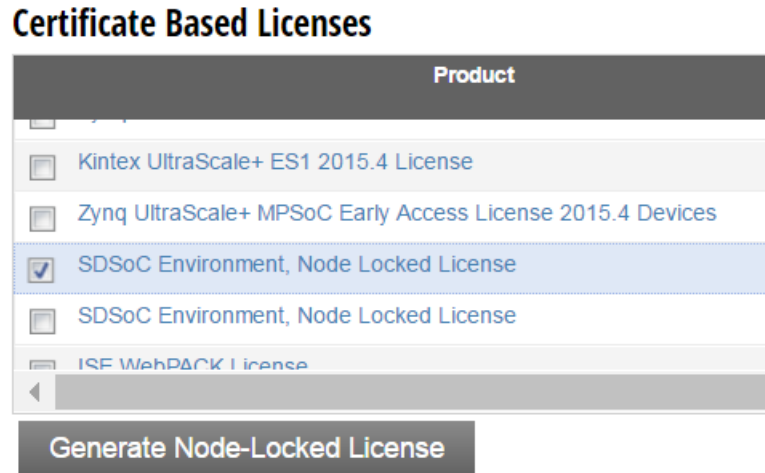 Certificate Based Licenses
Product
Kintex UltraScale+ ES1 2015.4 License
Zynq UltraScale+ MPSoC Early Access License 2015.4 Devices
SDSoC Environment, Node Locked License
SDSoC Environment, Node Locked License
ISE WebPACK License
Generate Node-Locked License